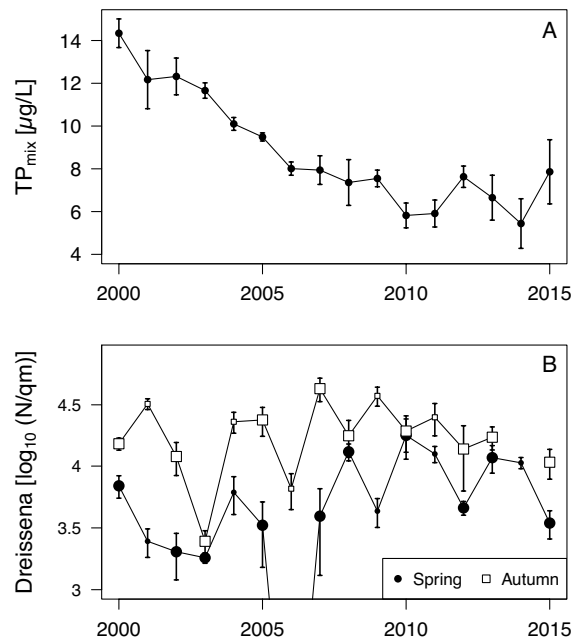 A
TPmix [µg/L]
14
12
10
8
6
4
2000 2005 2010 2015
B
Dreissena [log10 (N/qm)]
4.5
4
3.5
3
Spring Autumn
2000 2005 2010 2015